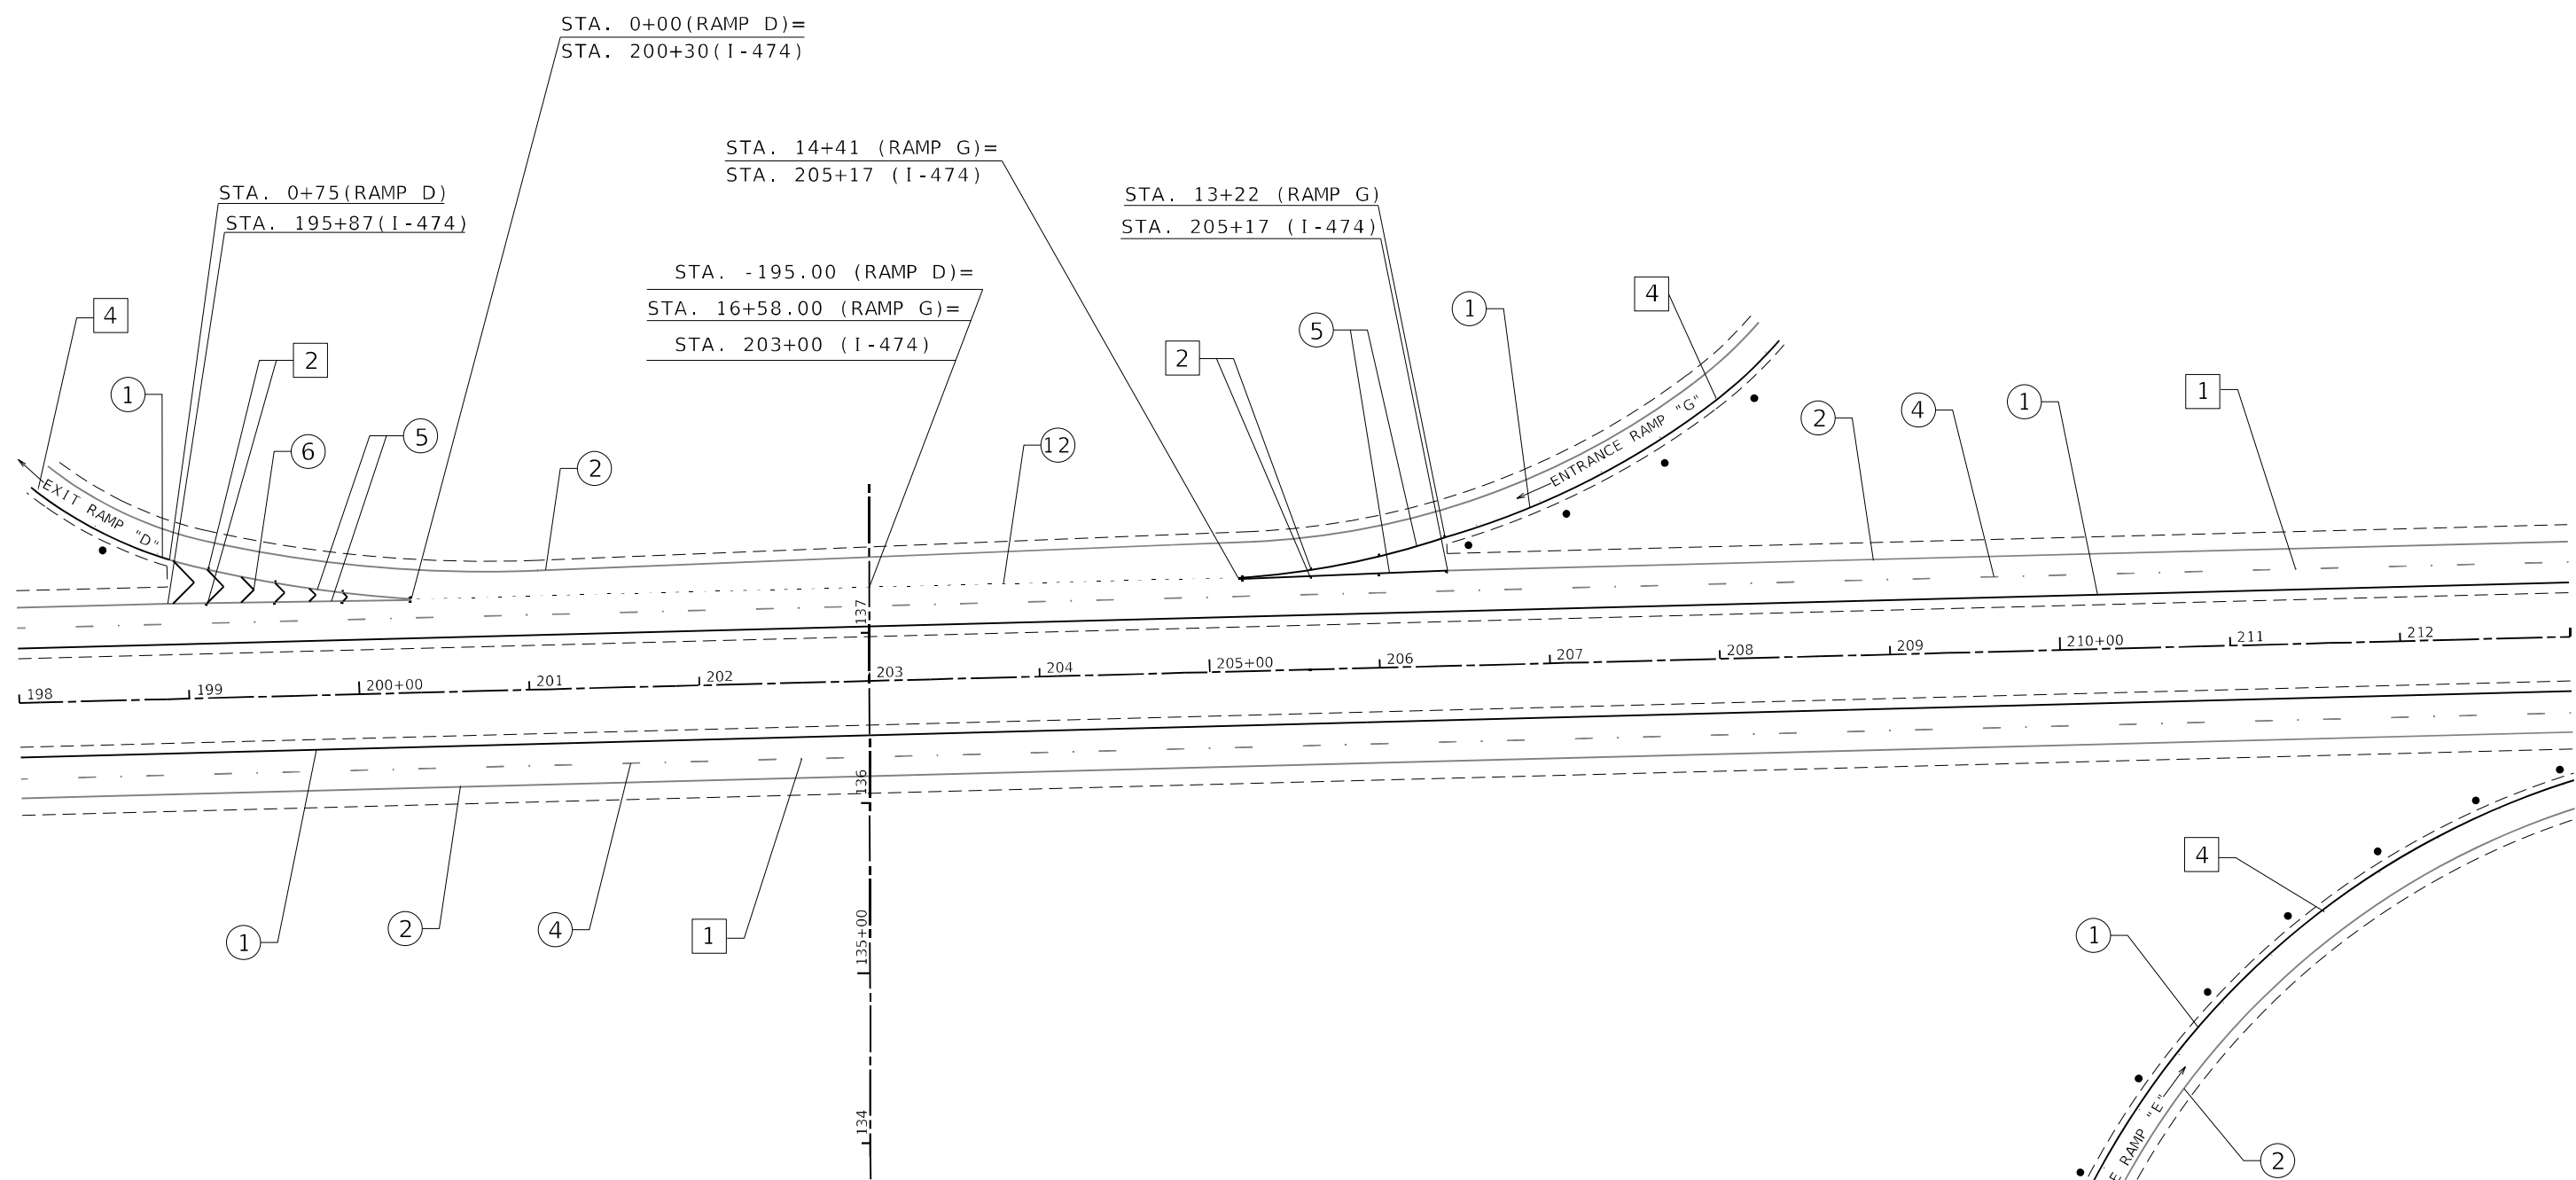 STA. 0+00(RAMP D)=
STA. 200+30(I-474)
STA. 14+41 (RAMP G)=
STA. 205+17 (I-474)
STA. 0+75(RAMP D)
STA. 195+87(I-474)
STA. 13+22 (RAMP G)
STA. 205+17 (I-474)
STA. -195.00 (RAMP D)=
STA. 16+58.00 (RAMP G)=
STA. 203+00 (I-474)
4
2
1
6
5
2
12
2
5
1
4
2
4
1
1
EXIT RAMP "D"
ENTRANCE RAMP "G"
198
199
200+00
201
202
203
204
205+00
206
207
208
209
210+00
211
212
137
136
135+00
134
1
2
4
1
4
1
2
E RAMP "E"